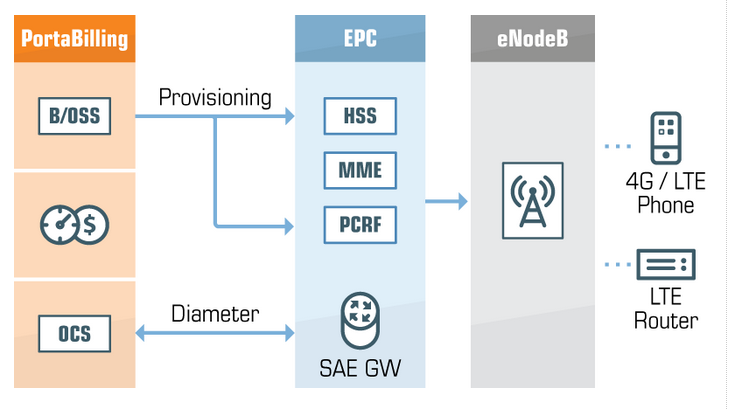 PortaBilling
EPC
eNodeB
B/OSS
Provisioning
HSS
MME
PCRF
$
4G / LTE
Phone
OCS
Diameter
SAE GW
LTE
Router